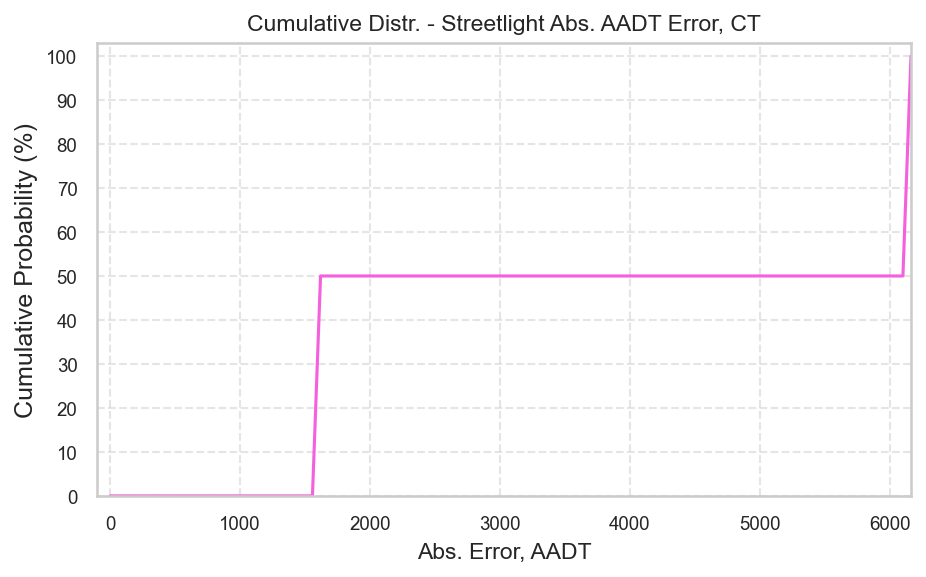 Cumulative Distr. - Streetlight Abs. AADT Error, CT
Cumulative Probability (%)
100
90
80
70
60
50
40
30
20
10
0
0 1000 2000 3000 4000 5000 6000
Abs. Error, AADT